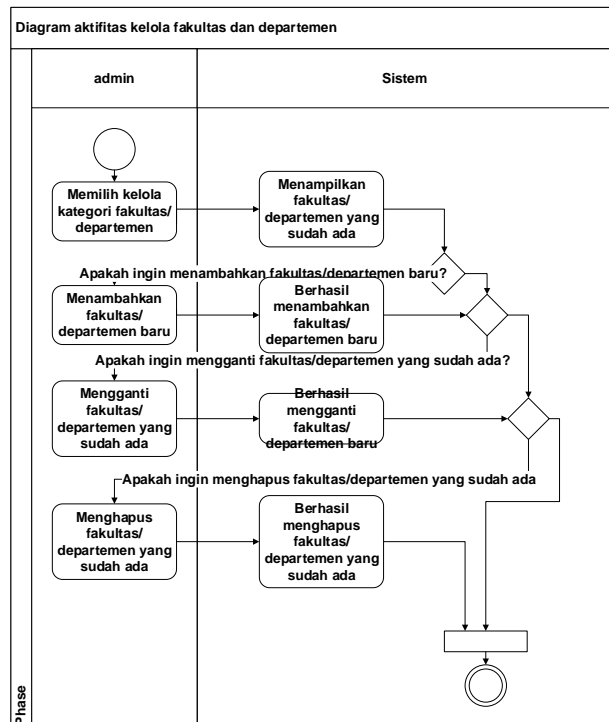 Diagram aktifitas kelola fakultas dan departemen
admin
Sistem
Memilih kelola
kategori fakultas/
departemen
Menampilkan
fakultas/
departemen yang
sudah ada
Apakah ingin menambahkan fakultas/departemen baru?
Menambahkan
fakultas/
departemen baru
Berhasil
menambahkan
fakultas/
departemen baru
Apakah ingin mengganti fakultas/departemen yang sudah ada?
Mengganti
fakultas/
departemen yang
sudah ada
Berhasil
mengganti
fakultas/
departemen baru
Apakah ingin menghapus fakultas/departemen yang sudah ada
Menghapus
fakultas/
departemen yang
sudah ada
Berhasil
menghapus
fakultas/
departemen yang
sudah ada
Phase